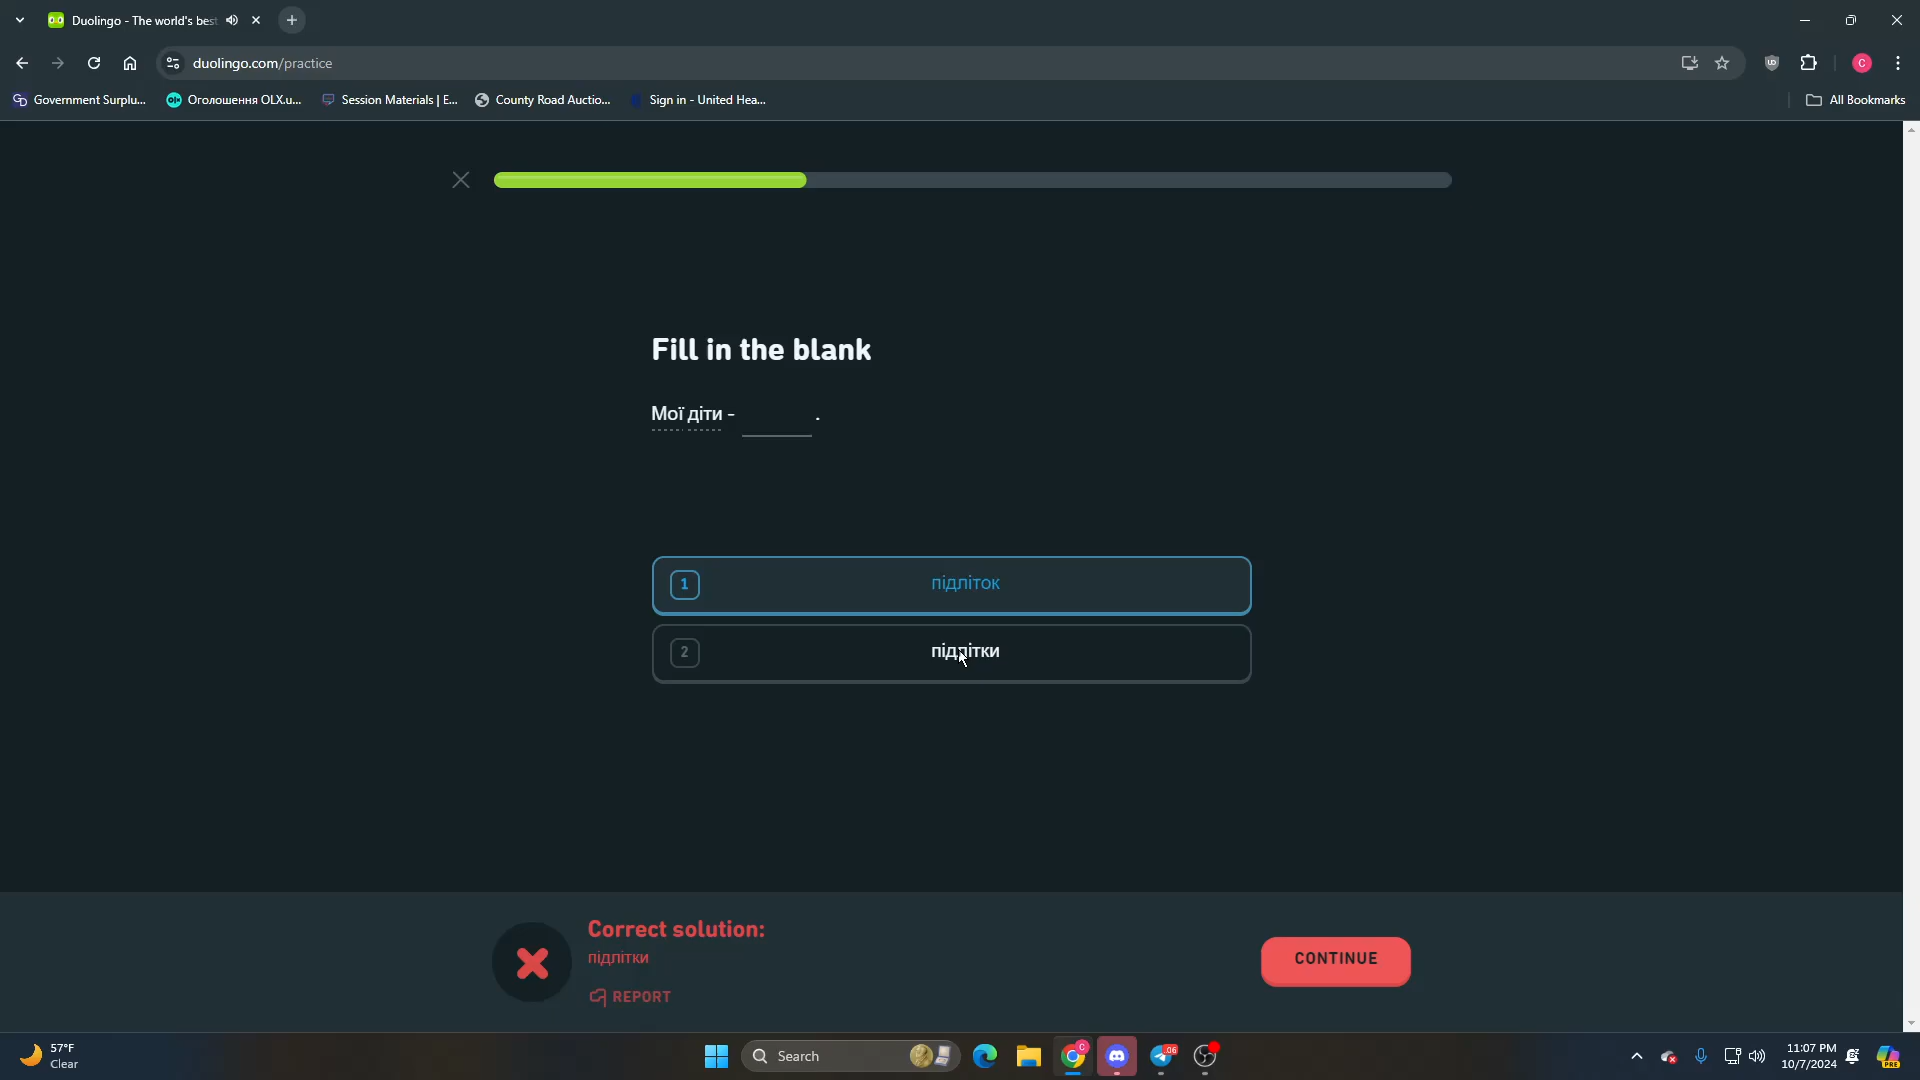 Duolingo - The world's best
duolingo.com/practice
Government Surplu...
Оголошення OLX.u...
Session Materials | E...
County Road Auctio...
Sign in - United Hea...
All Bookmarks
C
Fill in the blank
Мої діти - .
1 підліток
2 підлітки
Correct solution:
підлітки
REPORT
CONTINUE
57°F
Clear
Search
11:07 PM
10/7/2024